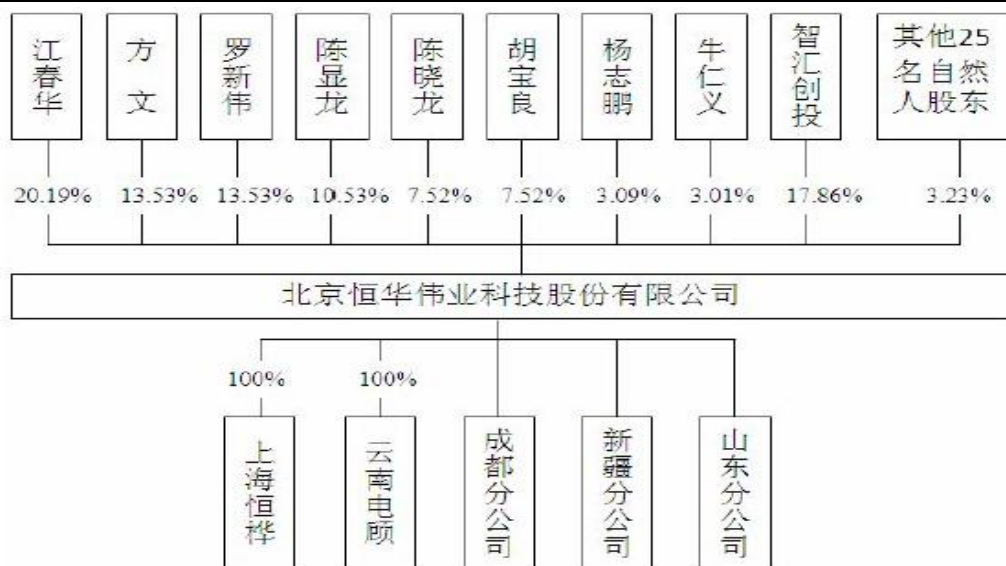 江春华
方文
罗新伟
陈显龙
陈晓龙
胡宝良
杨志鹏
牛仁义
智汇创投
其他25
名自然
人股东
20.19%
13.53%
13.53%
10.53%
7.52%
7.52%
3.09%
3.01%
17.86%
3.23%
北京恒华伟业科技股份有限公司
100%
100%
上海恒桦
云南电顾
成都分公司
新疆分公司
山东分公司